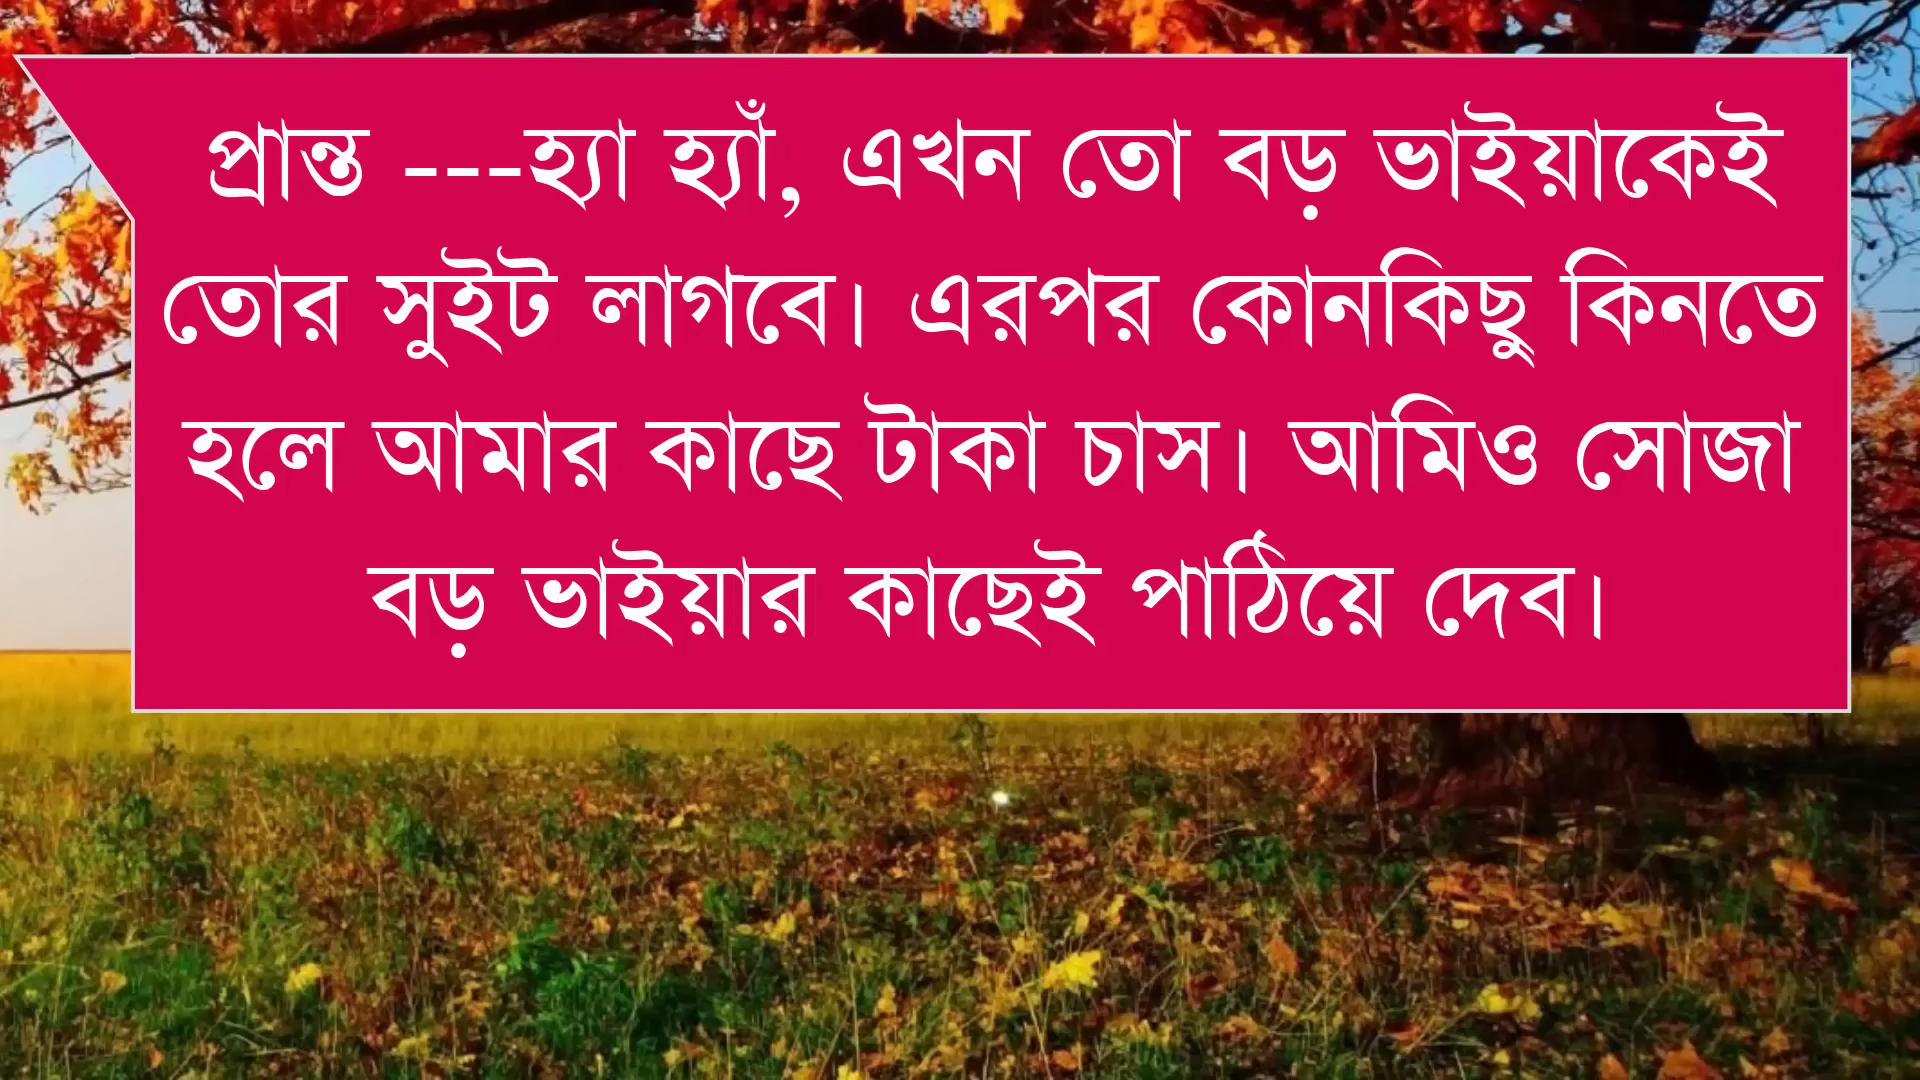 প্রান্ত ---হ্যা হ্যাঁ, এখন তো বড় ভাইয়াকেই
তোর সুইট লাগবে। এরপর কোনকিছু কিনতে
হলে আমার কাছে টাকা চাস। আমিও সোজা
বড় ভাইয়ার কাছেই পাঠিয়ে দেব।